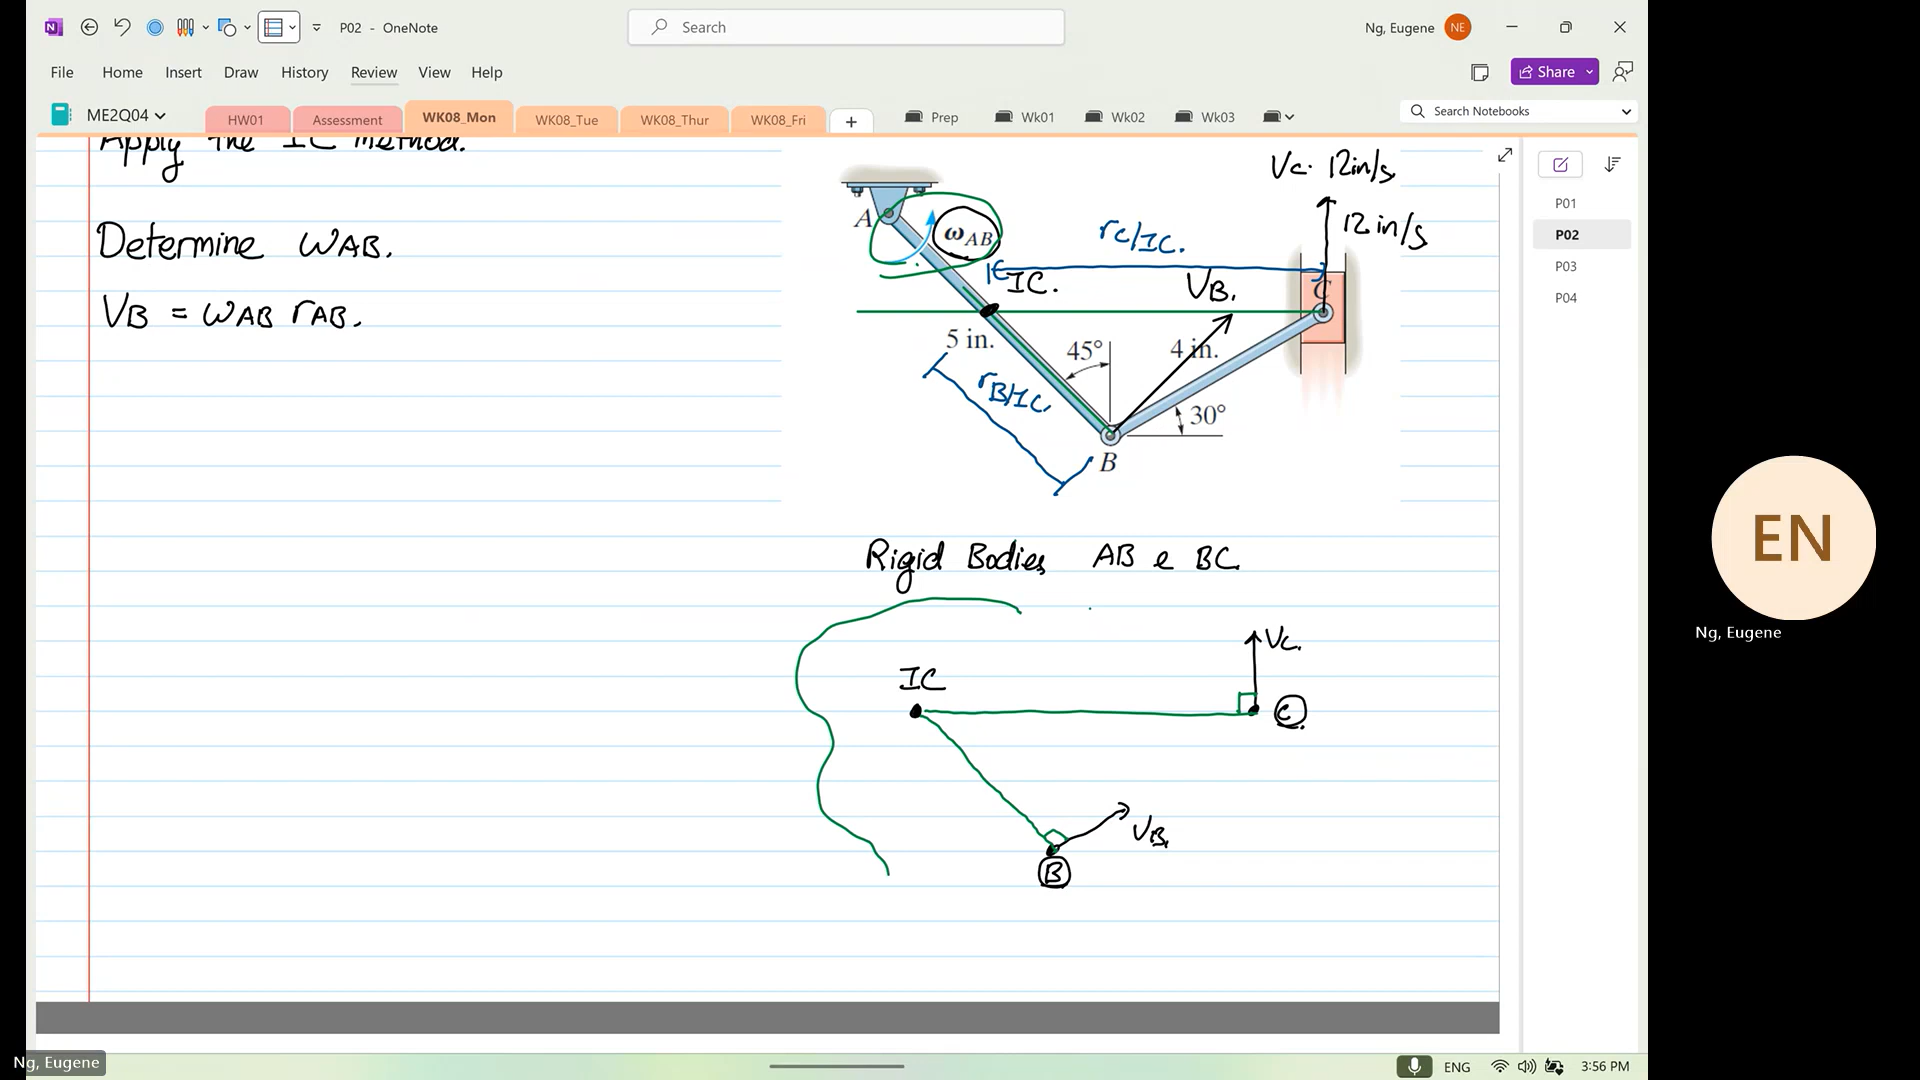 P02 - OneNote
Search
Ng, Eugene
NE
File Home Insert Draw History Review View Help
Share
ME2Q04
HW01
Assessment
WK08_Mon
WK08_Tue
WK08_Thur
WK08_Fri
+
Prep
Wk01
Wk02
Wk03
Search Notebooks
P01
P02
P03
P04
Apply the IC method.
Determine ωAB.
VB = ωAB rAB.
Vc. 12in/s
12 in/s
A
ωAB
rC/IC.
IC.
VB.
C
5 in.
45°
4 in.
rB/IC.
30°
B
Rigid Bodies AB e BC.
Vc.
IC
C.
VB.
B
EN
Ng, Eugene
Ng, Eugene
ENG
3:56 PM